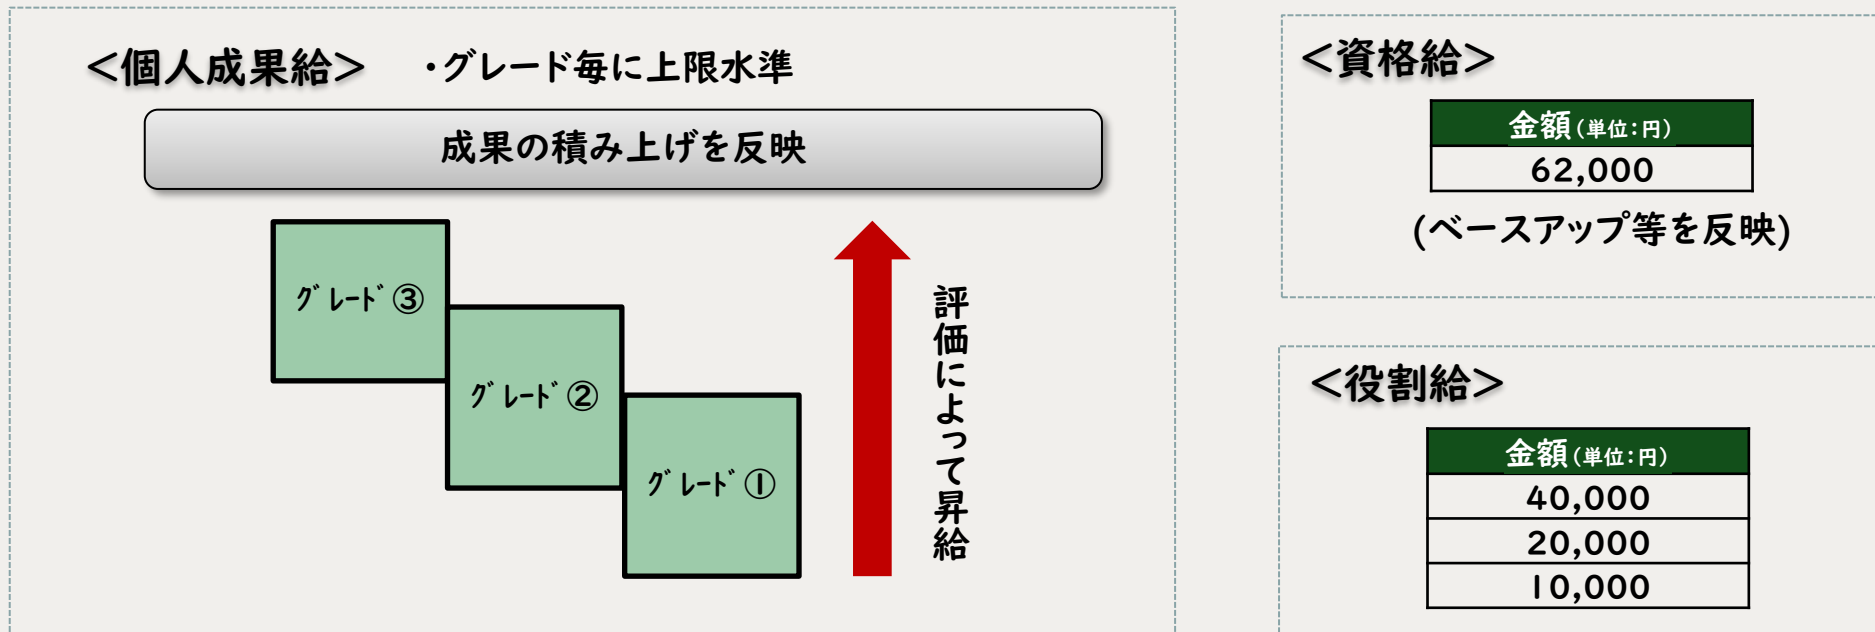 <個人成果給> ・グレード毎に上限水準
成果の積み上げを反映
グレード③
グレード②
グレード①
評価によって昇給
<資格給>
金額(単位:円)
62,000
(ベースアップ等を反映)
<役割給>
金額(単位:円)
40,000
20,000
10,000